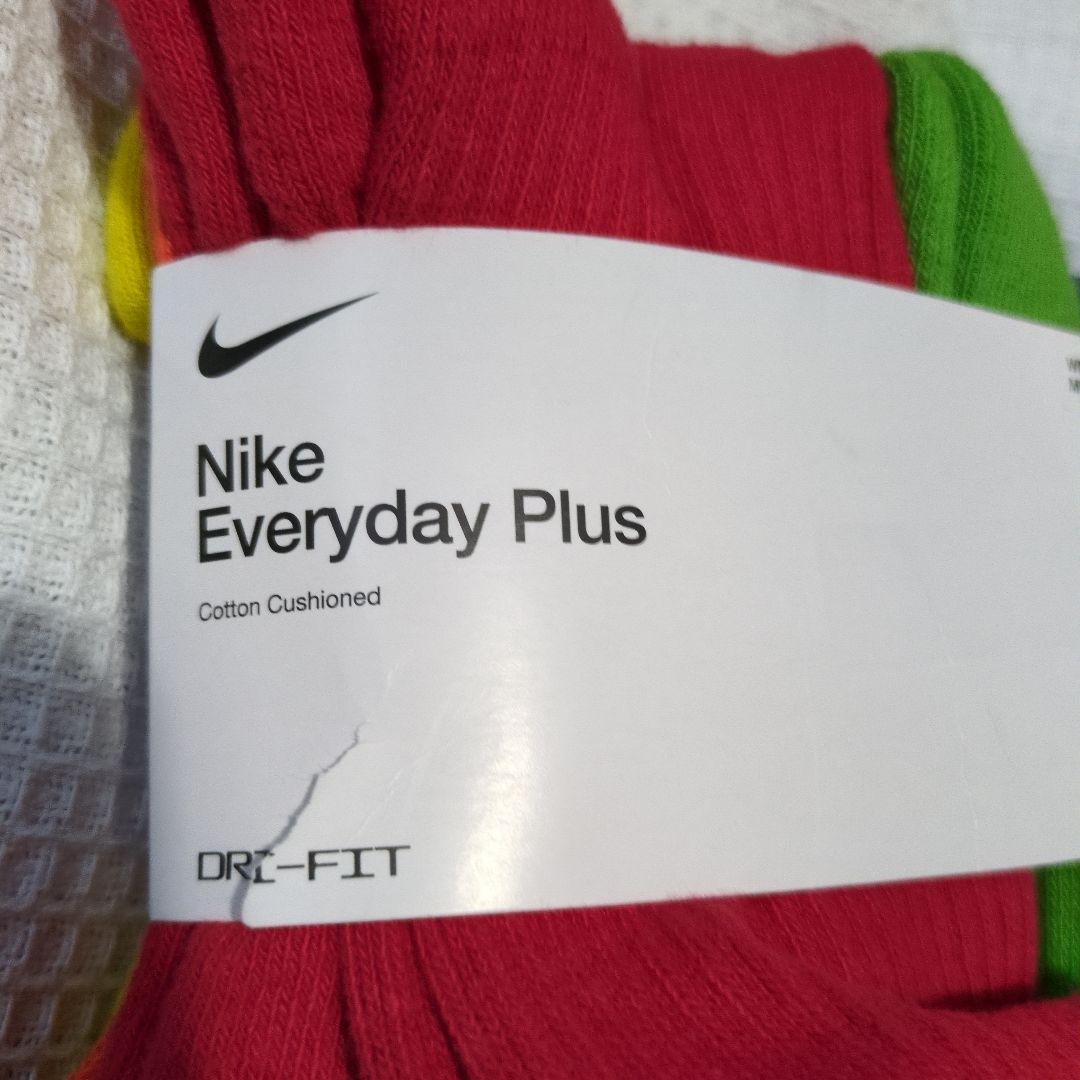 Nike
Everyday Plus
Cotton Cushioned
DRI-FIT